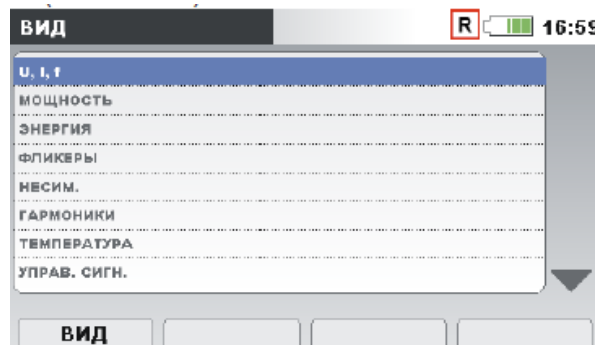 ВИД R 16:59
U, I, f
МОЩНОСТЬ
ЭНЕРГИЯ
ФЛИКЕРЫ
НЕСИМ.
ГАРМОНИКИ
ТЕМПЕРАТУРА
УПРАВ. СИГН.
ВИД